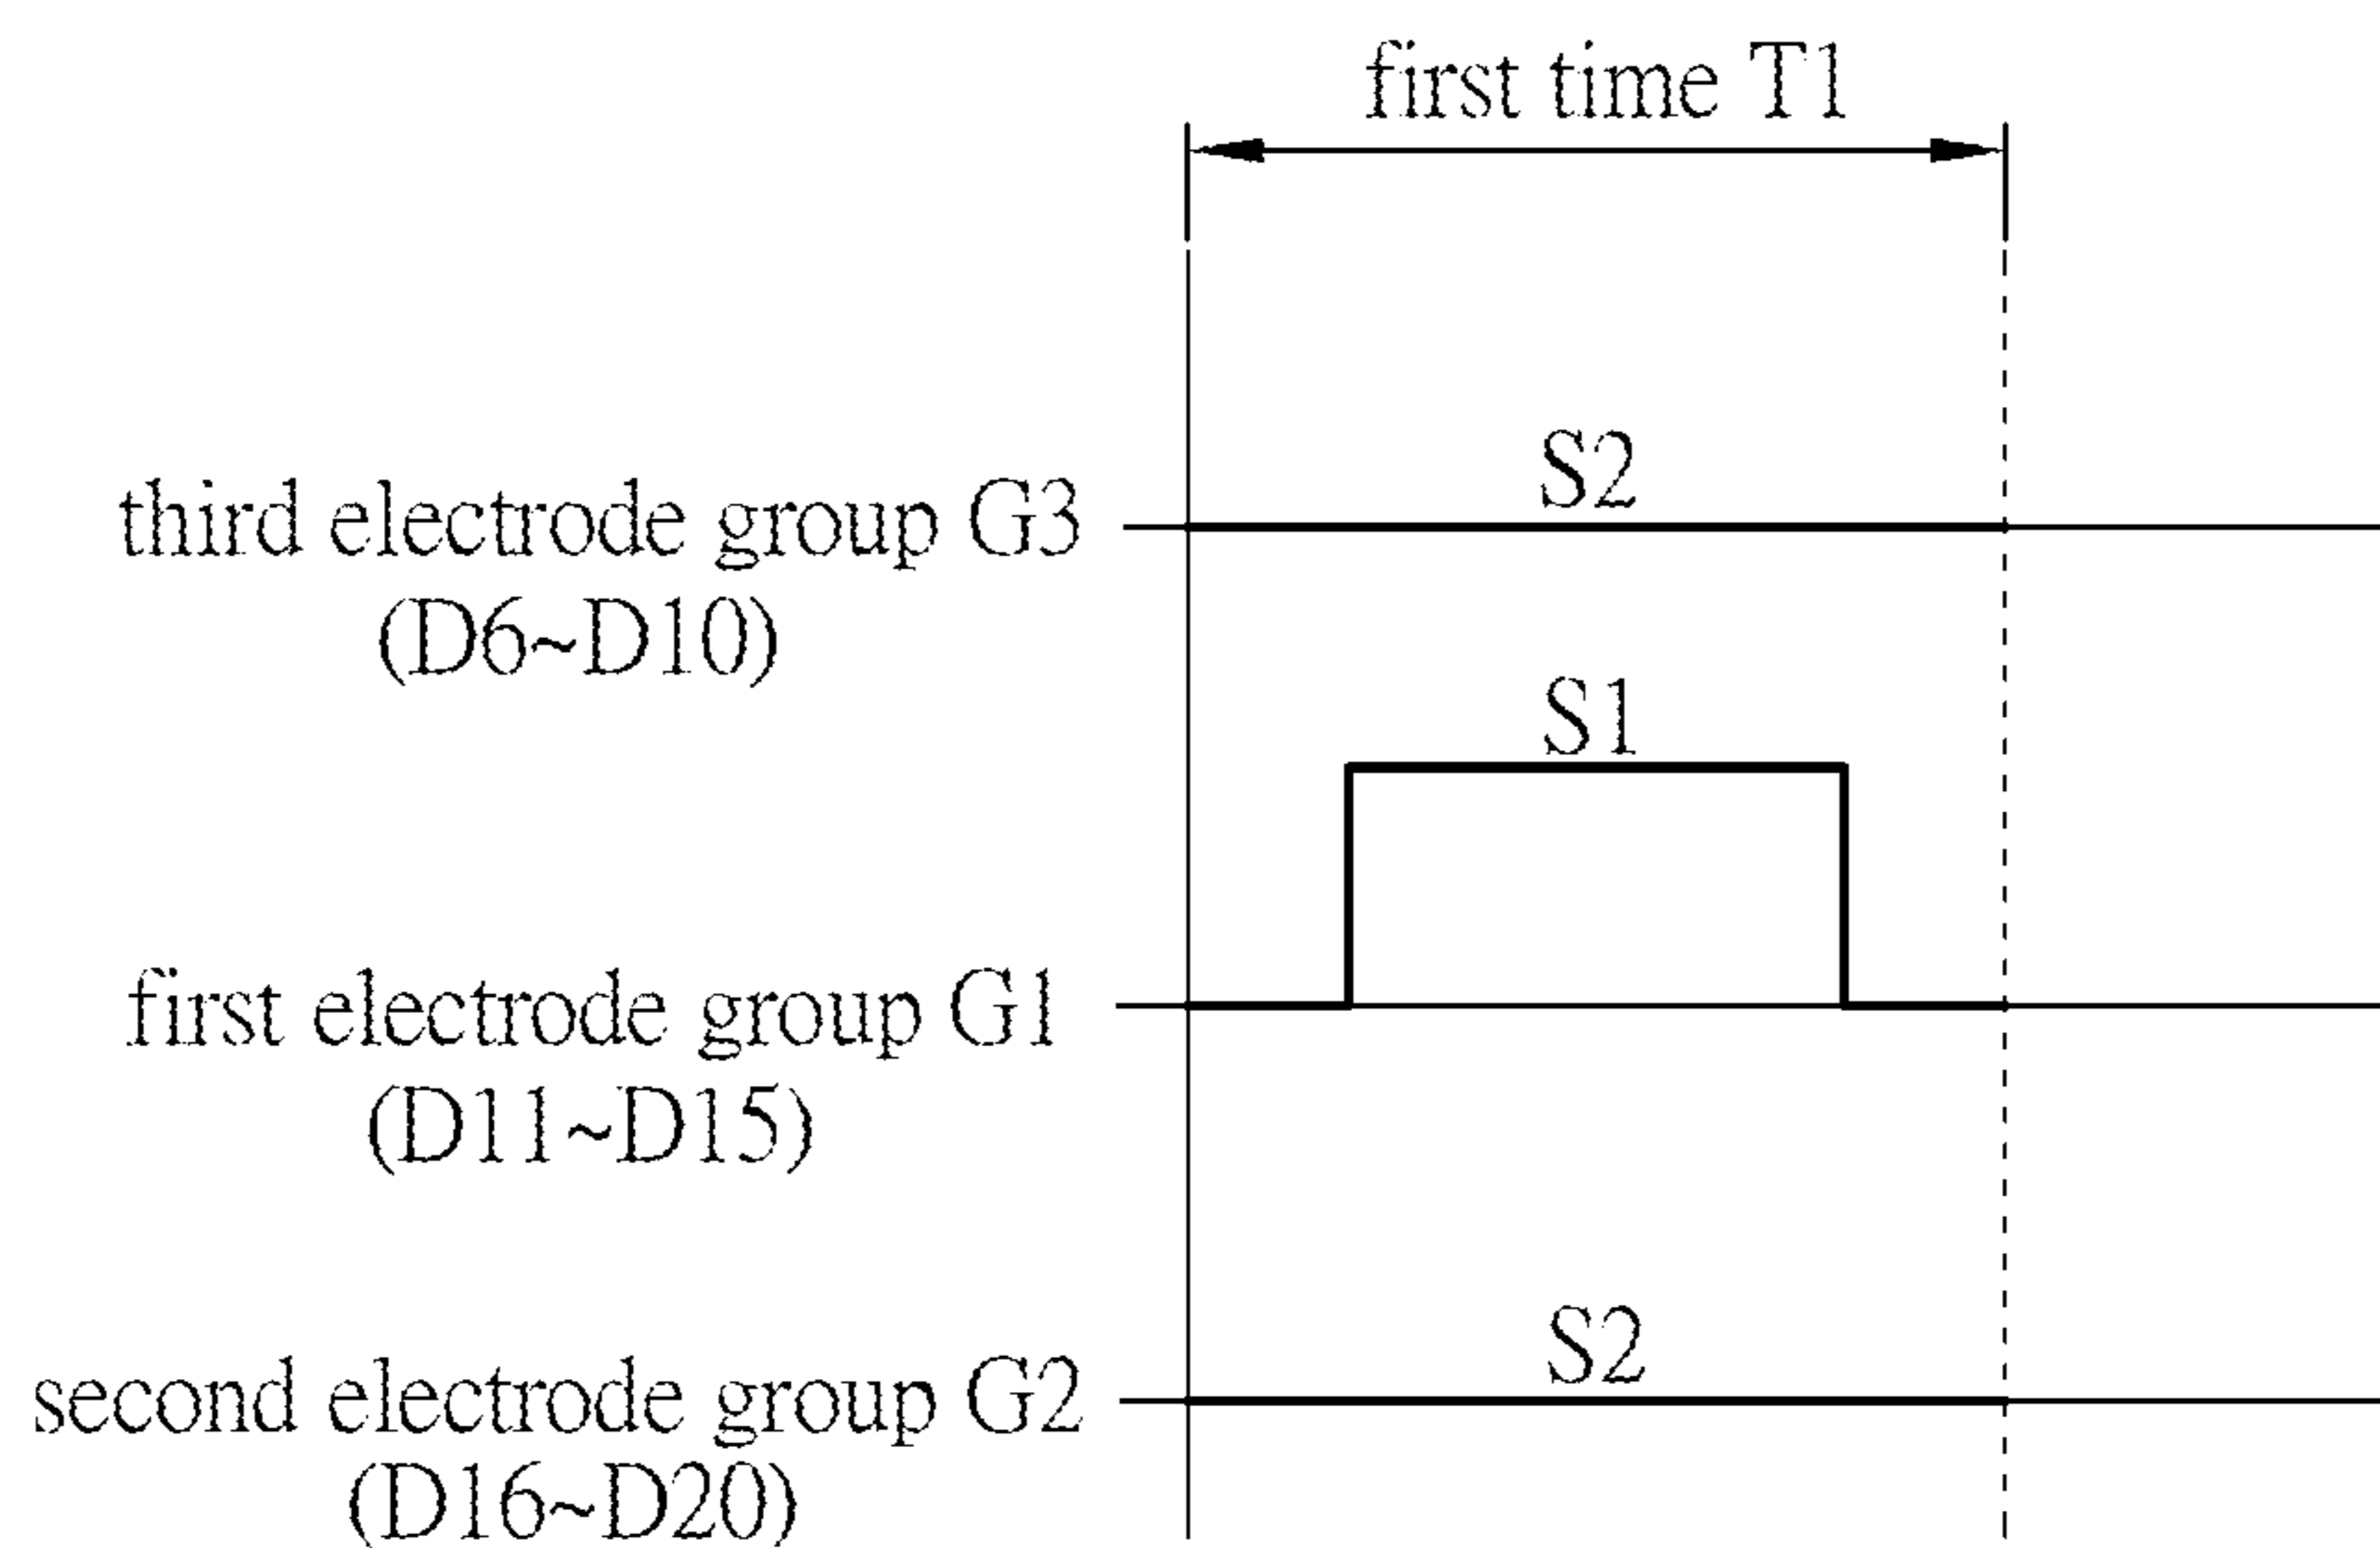 first time T1
S2
third electrode group G3
(D6~D10)
S1
first electrode group G1
(D11~D15)
S2
second electrode group G2
(D16~D20)